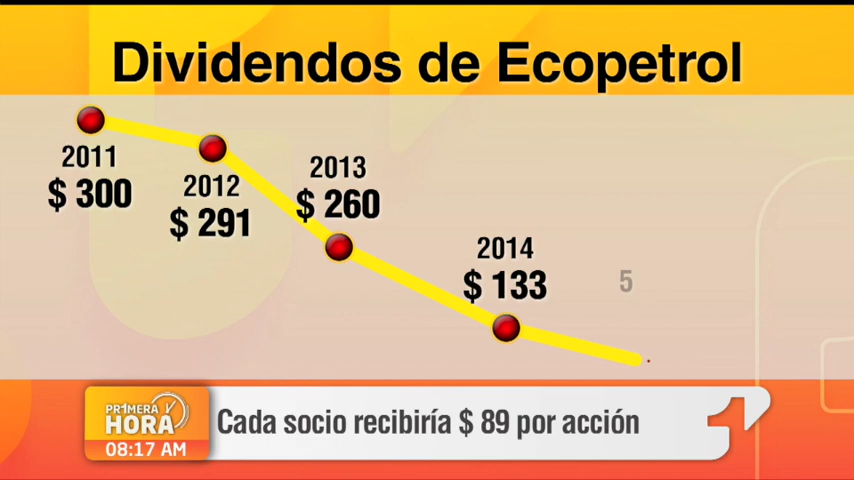 Dividendos de Ecopetrol
2011
$ 300
2012
$ 291
2013
$ 260
2014
$ 133
5
PRIMERA
HORA
08:17 AM
Cada socio recibiría $ 89 por acción
1